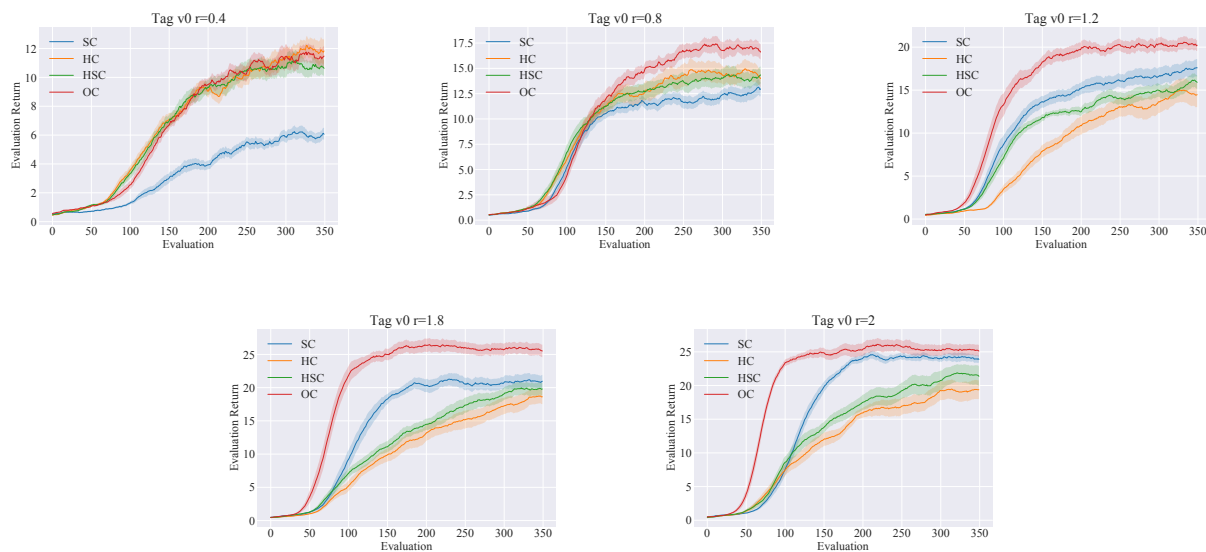 Tag v0 r=0.4
Evaluation Return
12
10
8
6
4
2
0
SC
HC
HSC
OC
0 50 100 150 200 250 300 350
Evaluation
Tag v0 r=0.8
Evaluation Return
17.5
15.0
12.5
10.0
7.5
5.0
2.5
0.0
SC
HC
HSC
OC
0 50 100 150 200 250 300 350
Evaluation
Tag v0 r=1.2
Evaluation Return
20
15
10
5
0
SC
HC
HSC
OC
0 50 100 150 200 250 300 350
Evaluation
Tag v0 r=1.8
Evaluation Return
25
20
15
10
5
0
SC
HC
HSC
OC
0 50 100 150 200 250 300 350
Evaluation
Tag v0 r=2
Evaluation Return
25
20
15
10
5
0
SC
HC
HSC
OC
0 50 100 150 200 250 300 350
Evaluation